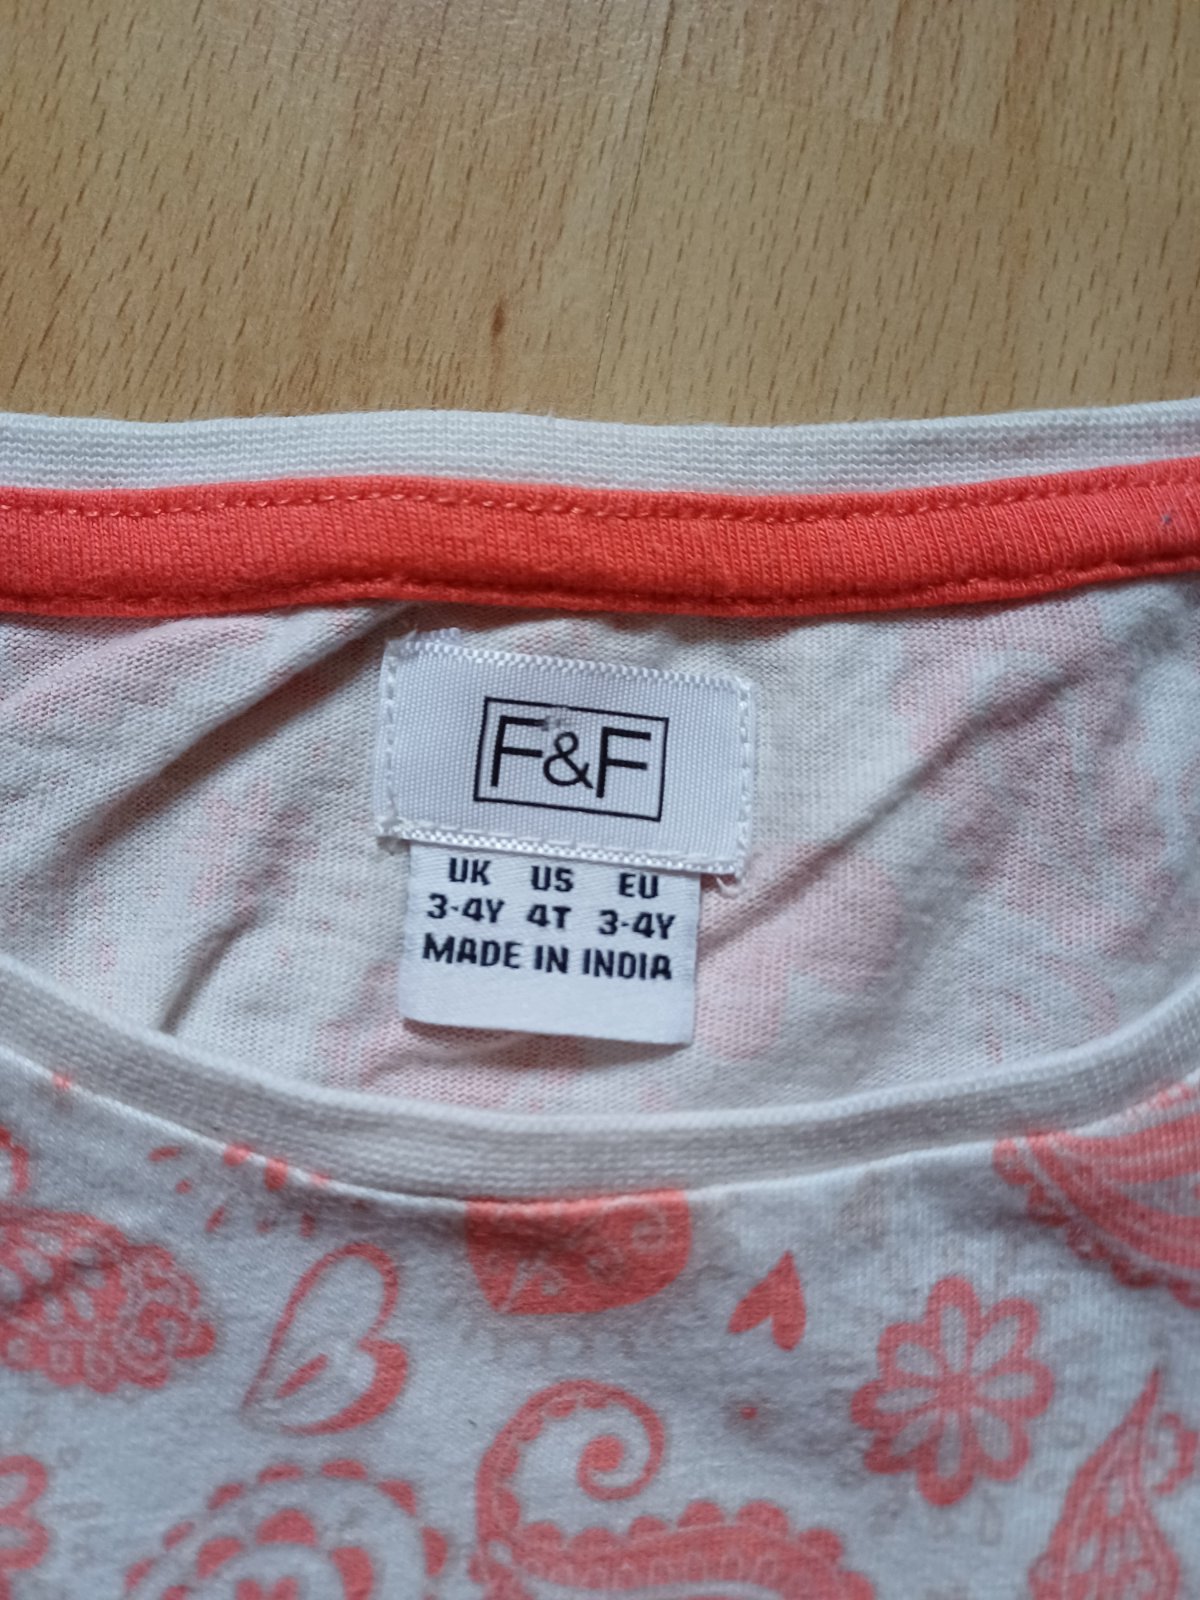 F&F
UK US EU
3-4Y 4T 3-4Y
MADE IN INDIA